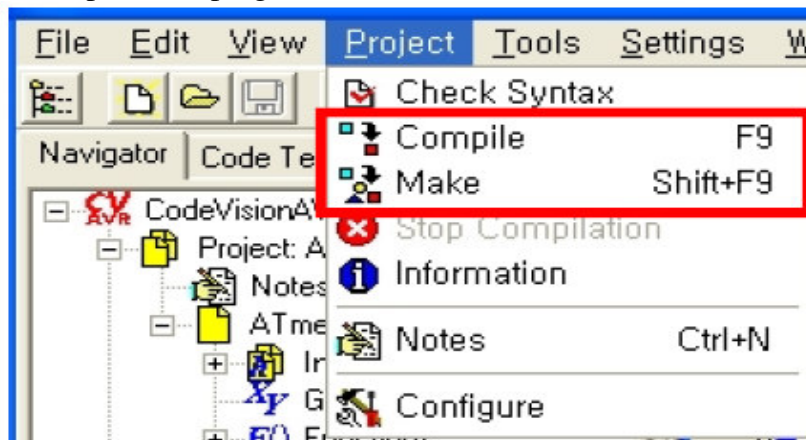 File Edit View Project Tools Settings W
Check Syntax
Navigator Code Te
Compile F9
Make Shift+F9
CodeVisionAV
Stop Compilation
Project: A
Information
Notes
ATme
Notes Ctrl+N
In
G
Configure